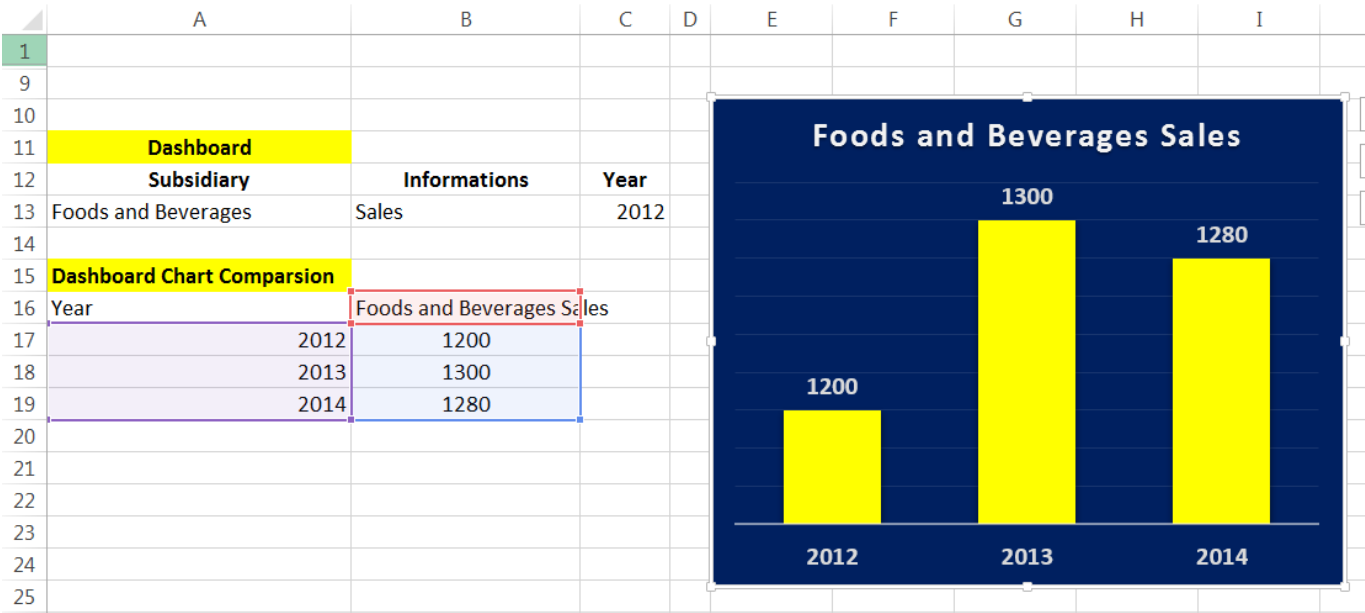 A B C D E F G H I
1
9
10
11 Dashboard
12 Subsidiary Informations Year
13 Foods and Beverages Sales 2012
14
15 Dashboard Chart Comparsion
16 Year Foods and Beverages Sales
17 2012 1200
18 2013 1300
19 2014 1280
20
21
22
23
24
25
Foods and Beverages Sales
1300
1280
1200
2012 2013 2014